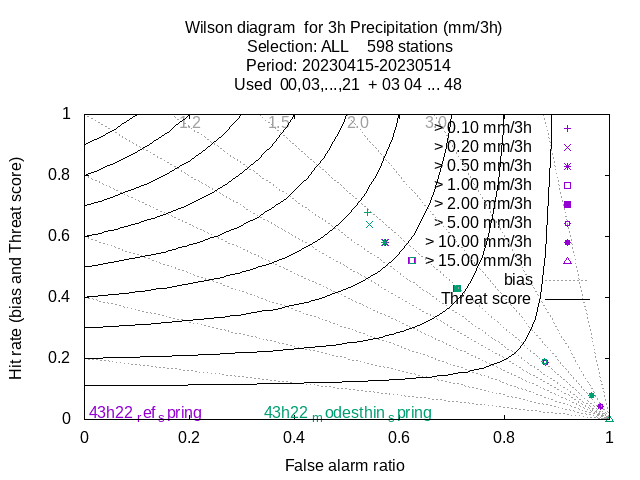 Wilson diagram for 3h Precipitation (mm/3h)
Selection: ALL 598 stations
Period: 20230415-20230514
Used 00,03,...,21 + 03 04 ... 48
Hit rate (bias and Threat score)
1
0.8
0.6
0.4
0.2
0
1.2
1.5
2.0
3.0
> 0.10 mm/3h
> 0.20 mm/3h
> 0.50 mm/3h
> 1.00 mm/3h
> 2.00 mm/3h
> 5.00 mm/3h
> 10.00 mm/3h
> 15.00 mm/3h
bias
Threat score
43h22 ref spring
43h22 modesthin spring
0 0.2 0.4 0.6 0.8 1
False alarm ratio